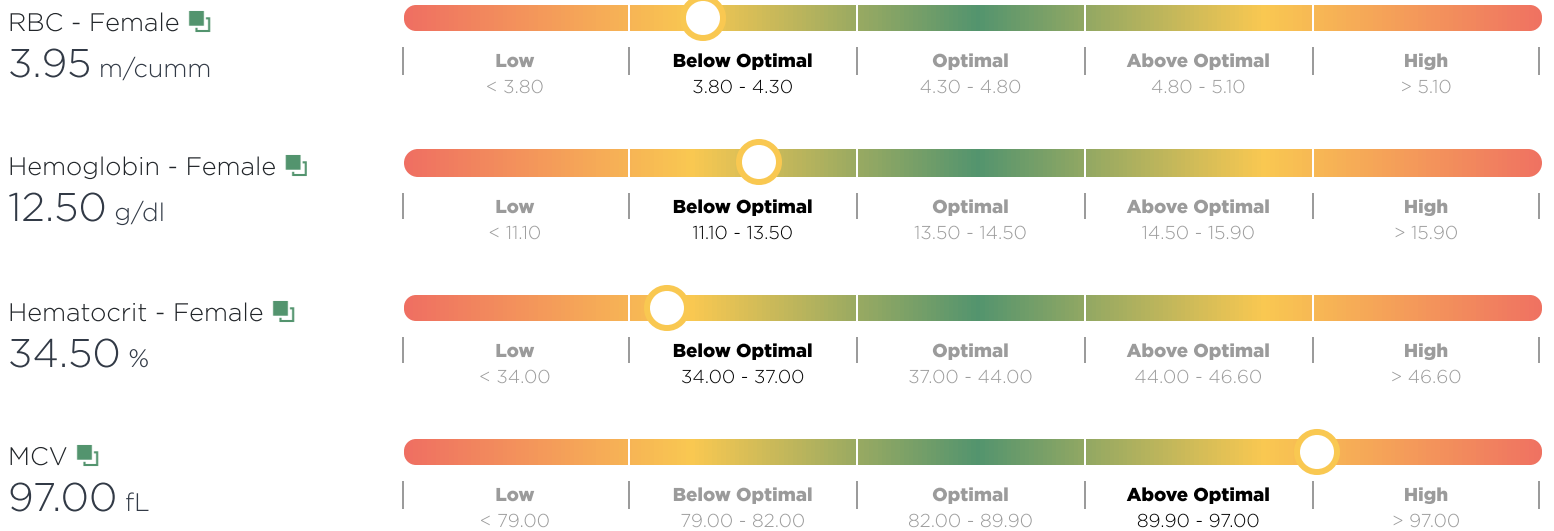 RBC - Female
3.95 m/cumm
Low Below Optimal Optimal Above Optimal High
< 3.80 3.80 - 4.30 4.30 - 4.80 4.80 - 5.10 > 5.10
Hemoglobin - Female
12.50 g/dl
Low Below Optimal Optimal Above Optimal High
< 11.10 11.10 - 13.50 13.50 - 14.50 14.50 - 15.90 > 15.90
Hematocrit - Female
34.50 %
Low Below Optimal Optimal Above Optimal High
< 34.00 34.00 - 37.00 37.00 - 44.00 44.00 - 46.60 > 46.60
MCV
97.00 fL
Low Below Optimal Optimal Above Optimal High
< 79.00 79.00 - 82.00 82.00 - 89.90 89.90 - 97.00 > 97.00